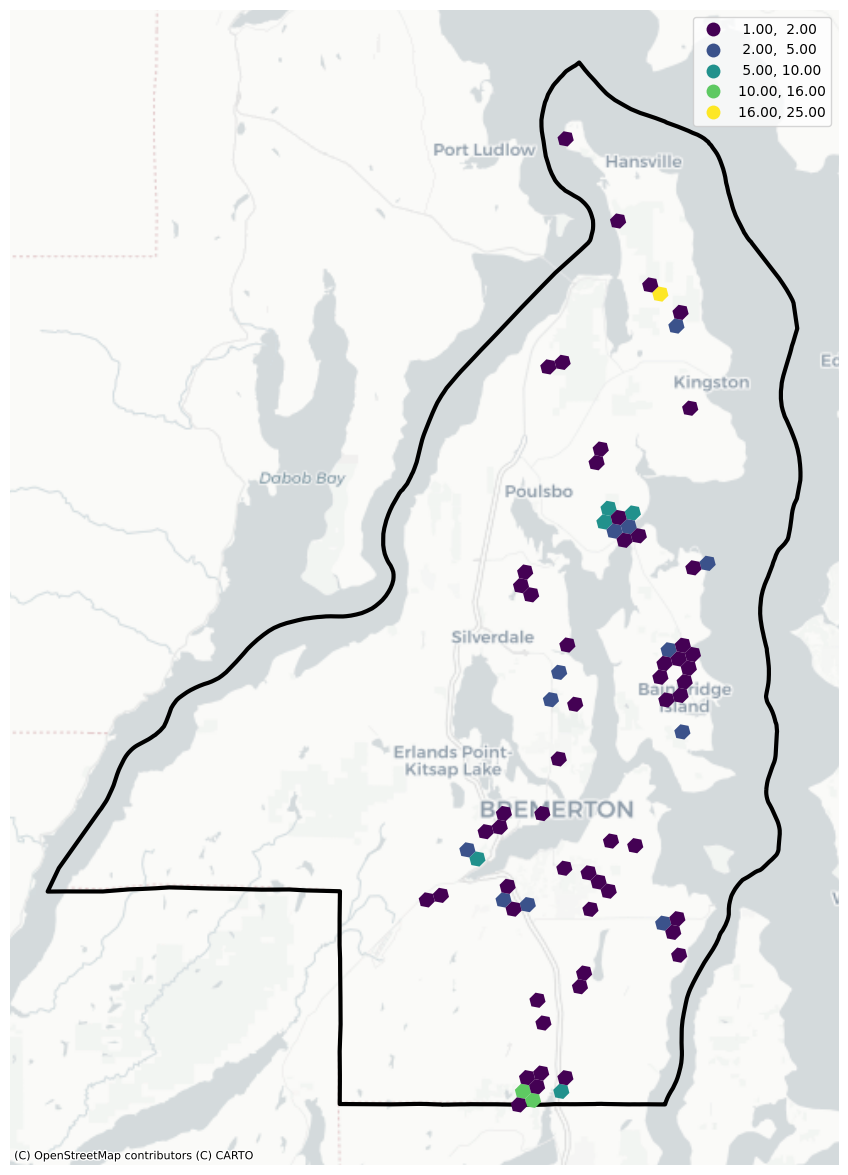 1.00, 2.00
2.00, 5.00
5.00, 10.00
10.00, 16.00
16.00, 25.00
Port Ludlow
Hansville
Kingston
Dabob Bay
Poulsbo
Silverdale
Bainbridge
Island
Erlands Point-
Kitsap Lake
BREMERTON
(C) OpenStreetMap contributors (C) CARTO